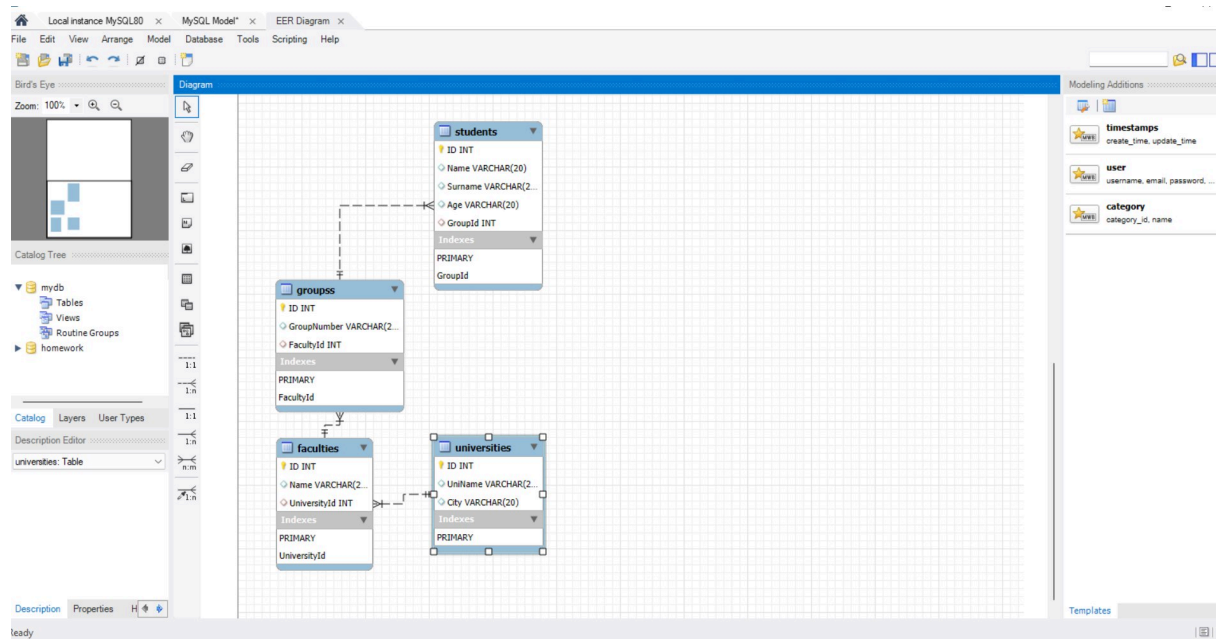 Local instance MySQL80 × MySQL Model* × EER Diagram ×
File Edit View Arrange Model Database Tools Scripting Help
Bird's Eye
Zoom: 100%
Catalog Tree
mydb
Tables
Views
Routine Groups
homework
Catalog Layers User Types
Description Editor
universities: Table
Description Properties H
Ready
1:1
1:n
1:1
1:n
n:m
1:n
Diagram
students
ID INT
Name VARCHAR(20)
Surname VARCHAR(2...
Age VARCHAR(20)
GroupId INT
Indexes
PRIMARY
GroupId
groupss
ID INT
GroupNumber VARCHAR(2...
FacultyId INT
Indexes
PRIMARY
FacultyId
faculties
ID INT
Name VARCHAR(2...
UniversityId INT
Indexes
PRIMARY
UniversityId
universities
ID INT
UniName VARCHAR(2...
City VARCHAR(20)
Indexes
PRIMARY
Modeling Additions
timestamps
create_time, update_time
user
username, email, password, ...
category
category_id, name
Templates